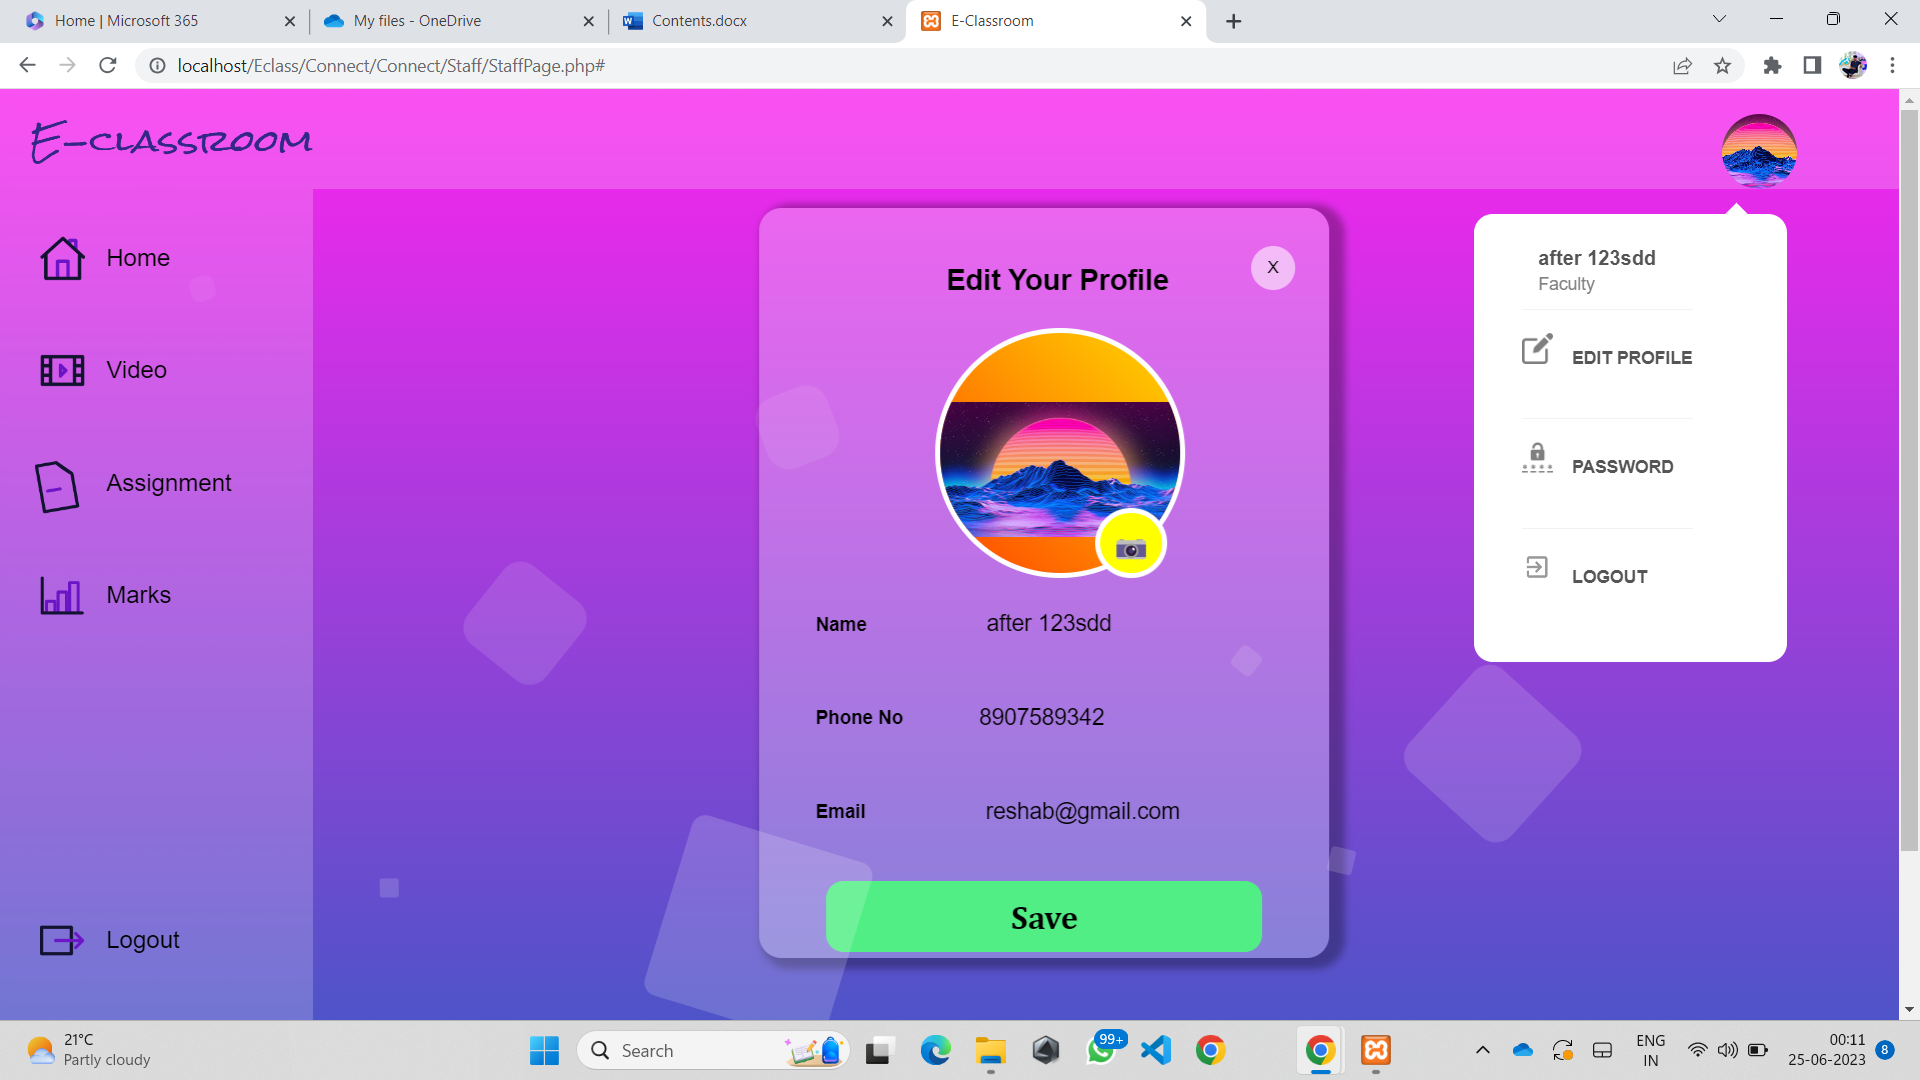 Home | Microsoft 365
My files - OneDrive
Contents.docx
E-Classroom
localhost/Eclass/Connect/Connect/Staff/StaffPage.php#
E-classroom
Home
Video
Assignment
Marks
Logout
Edit Your Profile
X
Name
after 123sdd
Phone No
8907589342
Email
reshab@gmail.com
Save
after 123sdd
Faculty
EDIT PROFILE
PASSWORD
LOGOUT
21°C
Partly cloudy
Search
99+
ENG
IN
00:11
25-06-2023
8